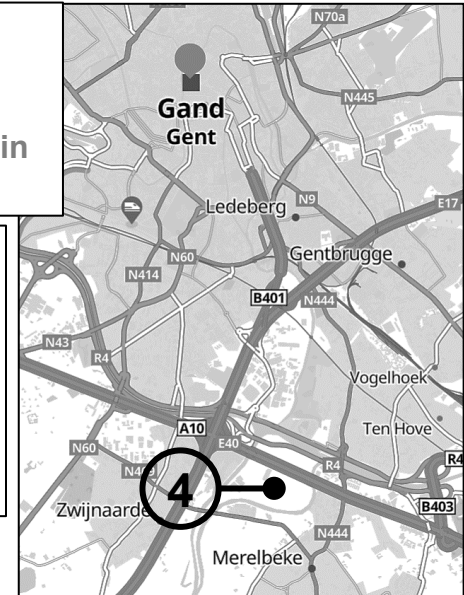 N70a
N445
Gand
Gent
in
Ledeberg
N9
E17
N60
Gentbrugge
N414
B401
N444
N43
R4
Vogelhoek
A10
Ten Hove
E40
N60
R4
R4
4
B403
Zwijnaarde
N444
Merelbeke